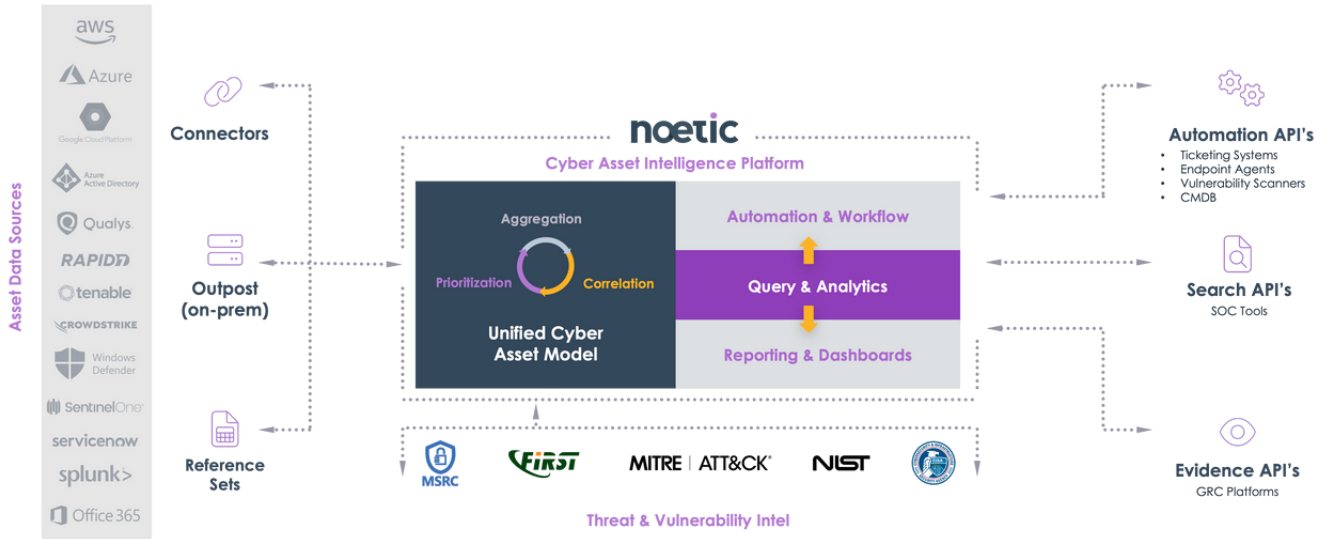 Asset Data Sources
aws
Azure
Google Cloud Platform
Azure
Active Directory
Qualys.
RAPID7
tenable
CROWDSTRIKE
Windows
Defender
SentinelOne
servicenow
splunk>
Office 365
Connectors
Outpost
(on-prem)
Reference
Sets
noetic
Cyber Asset Intelligence Platform
Aggregation
Prioritization
Correlation
Unified Cyber
Asset Model
Automation & Workflow
Query & Analytics
Reporting & Dashboards
MSRC
FiRST
MITRE | ATT&CK®
NIST
Threat & Vulnerability Intel
Automation API's
• Ticketing Systems
• Endpoint Agents
• Vulnerability Scanners
• CMDB
Search API's
SOC Tools
Evidence API's
GRC Platforms